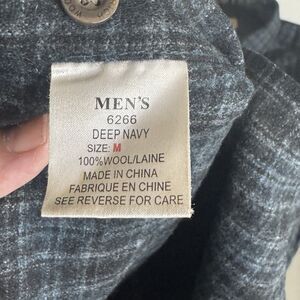 MEN'S
6266
DEEP NAVY
SIZE: M
100%WOOL/LAINE
MADE IN CHINA
FABRIQUE EN CHINE
SEE REVERSE FOR CARE